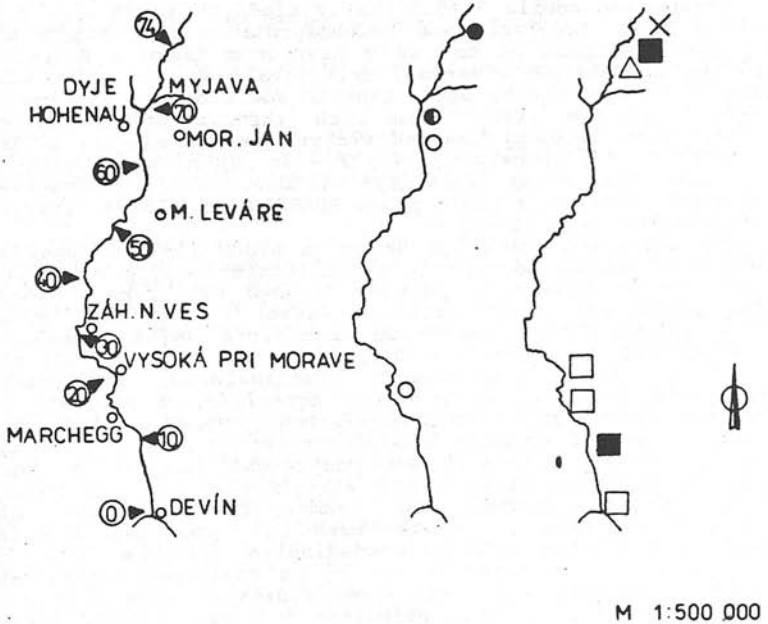 74
DYJE MYJAVA
HOHENAU 70
MOR. JÁN
60
M. LEVÁRE
50
40
ZÁH. N. VES
30
VYSOKÁ PRI MORAVE
20
MARCHEGG 10
0 DEVÍN
M 1:500 000